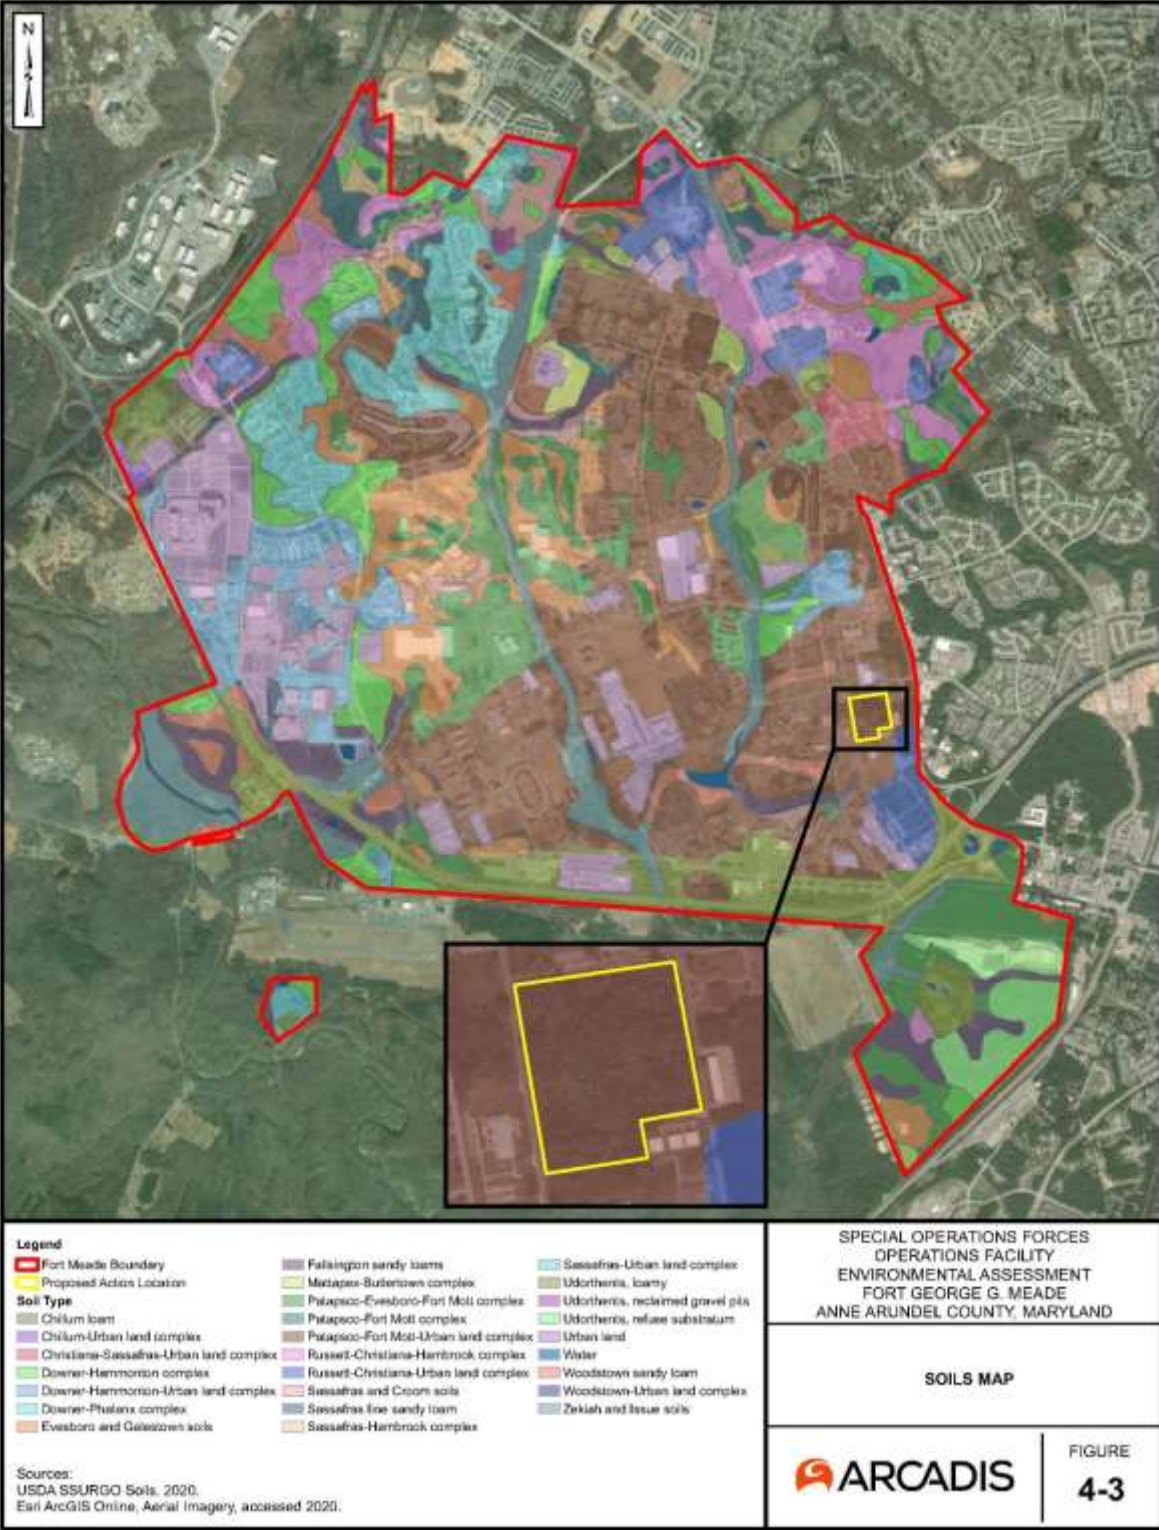 N
Legend
Fort Meade Boundary
Proposed Action Location
Soil Type
Chillum loam
Chillum-Urban land complex
Christiana-Sassafras-Urban land complex
Downer-Hammonton complex
Downer-Hammonton-Urban land complex
Downer-Phalanx complex
Evesboro and Galestown soils
Fallsington sandy loams
Mattapex-Butlertown complex
Patapsco-Evesboro-Fort Mott complex
Patapsco-Fort Mott complex
Patapsco-Fort Mott-Urban land complex
Russett-Christiana-Hambrook complex
Russett-Christiana-Urban land complex
Sassafras and Croom soils
Sassafras fine sandy loam
Sassafras-Hambrook complex
Sassafras-Urban land complex
Udorthents, loamy
Udorthents, reclaimed gravel pits
Udorthents, refuse substratum
Urban land
Water
Woodstown sandy loam
Woodstown-Urban land complex
Zekiah and Issue soils
Sources:
USDA SSURGO Soils, 2020.
Esri ArcGIS Online, Aerial Imagery, accessed 2020.
SPECIAL OPERATIONS FORCES
OPERATIONS FACILITY
ENVIRONMENTAL ASSESSMENT
FORT GEORGE G. MEADE
ANNE ARUNDEL COUNTY, MARYLAND
SOILS MAP
ARCADIS
FIGURE
4-3